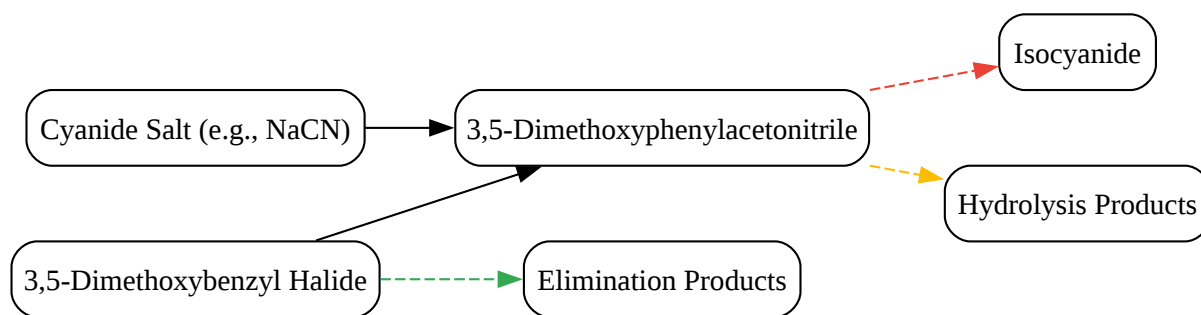 Isocyanide
Cyanide Salt (e.g., NaCN)
3,5-Dimethoxyphenylacetonitrile
Hydrolysis Products
3,5-Dimethoxybenzyl Halide
Elimination Products